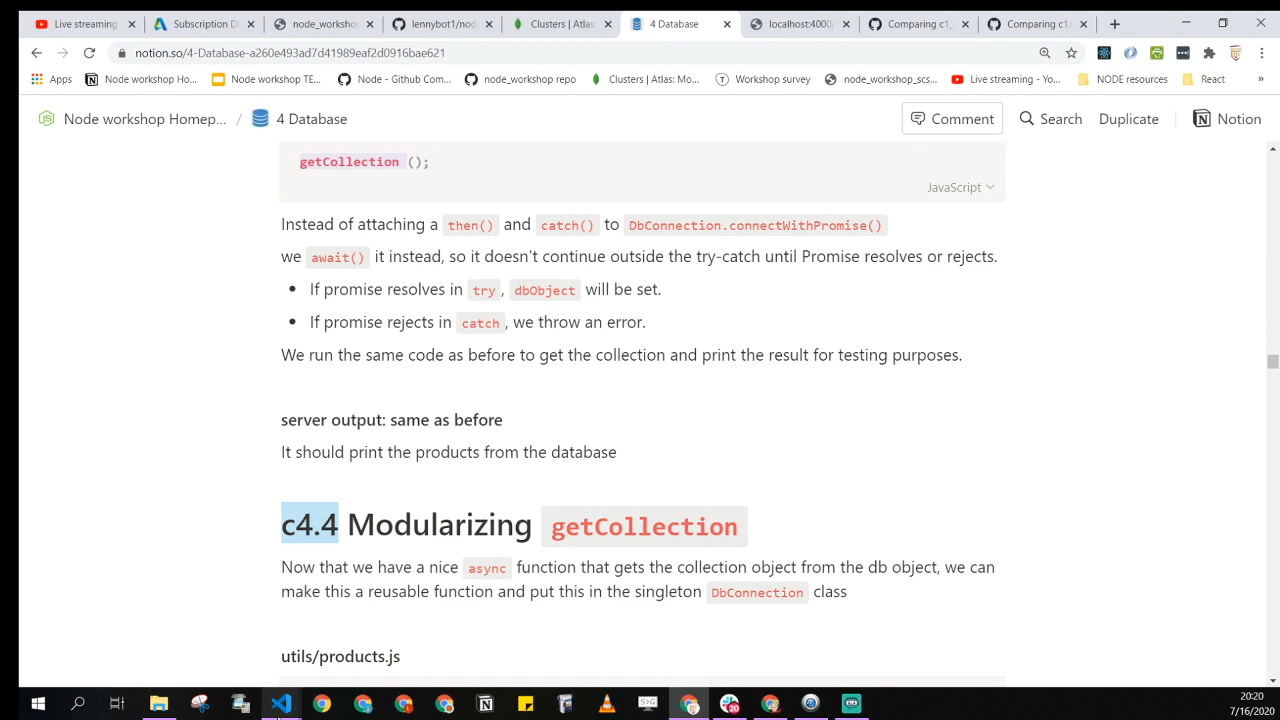 Live streaming
Subscription D
node_worksho
lennybot1/nod
Clusters | Atlas
4 Database
localhost:4000/
Comparing c1_
Comparing c1.
notion.so/4-Database-a260e493ad7d41989eaf2d0916bae621
Apps
Node workshop Ho...
Node workshop TE...
Node - Github Com...
node_workshop repo
Clusters | Atlas: Mo...
Workshop survey
node_workshop_scs...
Live streaming - Yo...
NODE resources
React
»
Node workshop Homep... / 4 Database
Comment
Search
Duplicate
Notion
getCollection ();
JavaScript
Instead of attaching a then() and catch() to DbConnection.connectWithPromise()
we await() it instead, so it doesn't continue outside the try-catch until Promise resolves or rejects.
• If promise resolves in try, dbObject will be set.
• If promise rejects in catch, we throw an error.
We run the same code as before to get the collection and print the result for testing purposes.
server output: same as before
It should print the products from the database
c4.4 Modularizing getCollection
Now that we have a nice async function that gets the collection object from the db object, we can
make this a reusable function and put this in the singleton DbConnection class
utils/products.js
20:20
7/16/2020